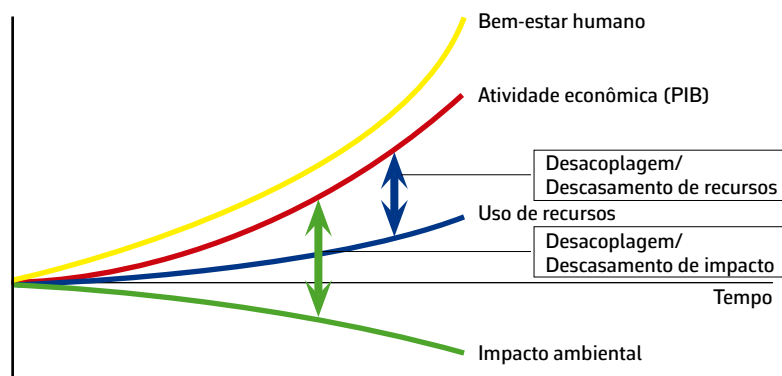 Bem-estar humano
Atividade econômica (PIB)
Desacoplagem/
Descasamento de recursos
Uso de recursos
Desacoplagem/
Descasamento de impacto
Tempo
Impacto ambiental